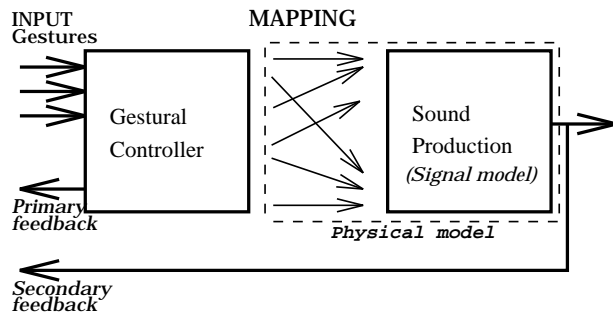 INPUT
Gestures
MAPPING
Gestural
Controller
Sound
Production
(Signal model)
Primary
feedback
Physical model
Secondary
feedback